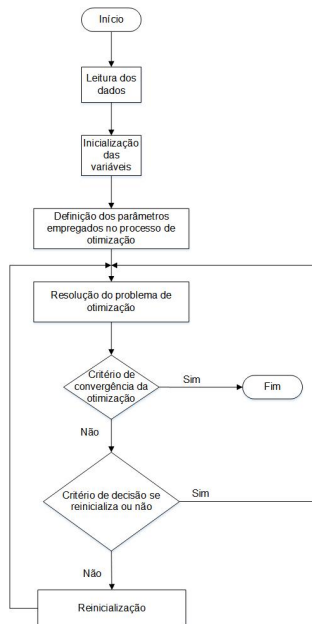 Início
Leitura dos
dados
Inicialização
das
variáveis
Definição dos parâmetros
empregados no processo de
otimização
Resolução do problema de
otimização
Critério de
convergência da
otimização
Sim
Fim
Não
Critério de decisão se
reinicializa ou não
Sim
Não
Reinicialização